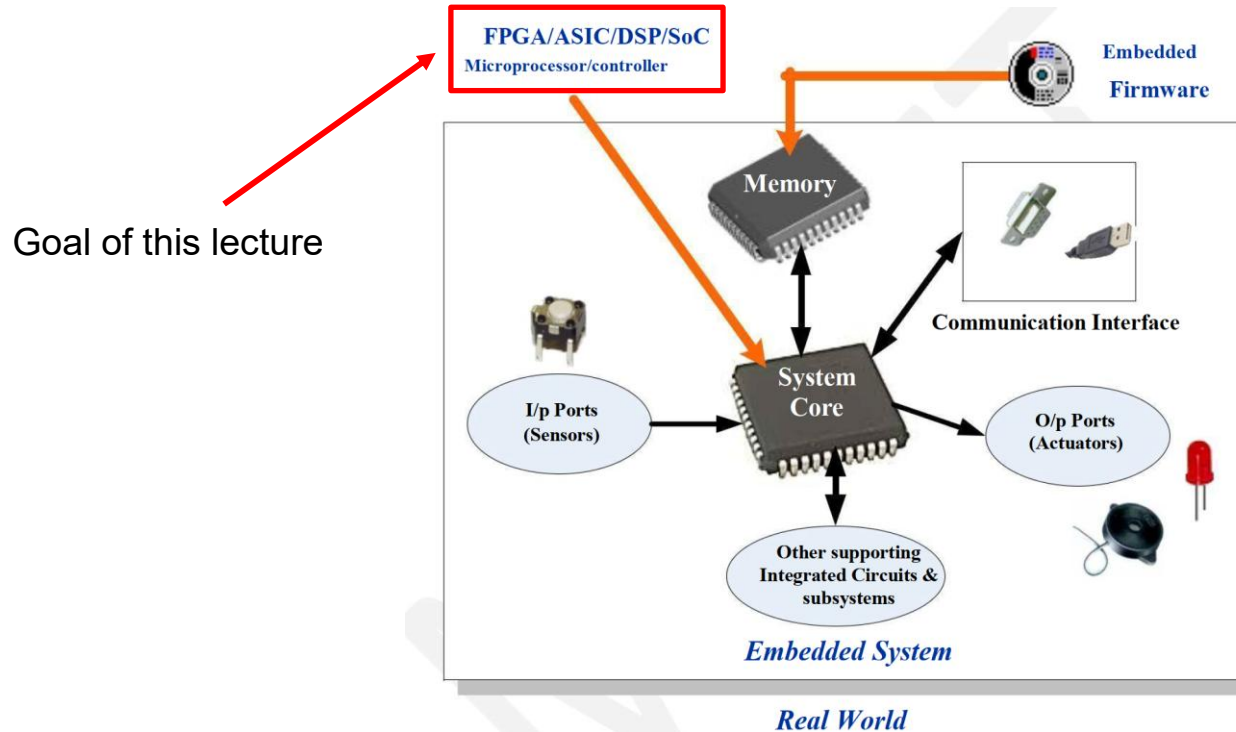 FPGA/ASIC/DSP/SoC
Microprocessor/controller
Embedded
Firmware
Memory
Goal of this lecture
Communication Interface
System
Core
I/p Ports
(Sensors)
O/p Ports
(Actuators)
Other supporting
Integrated Circuits &
subsystems
Embedded System
Real World